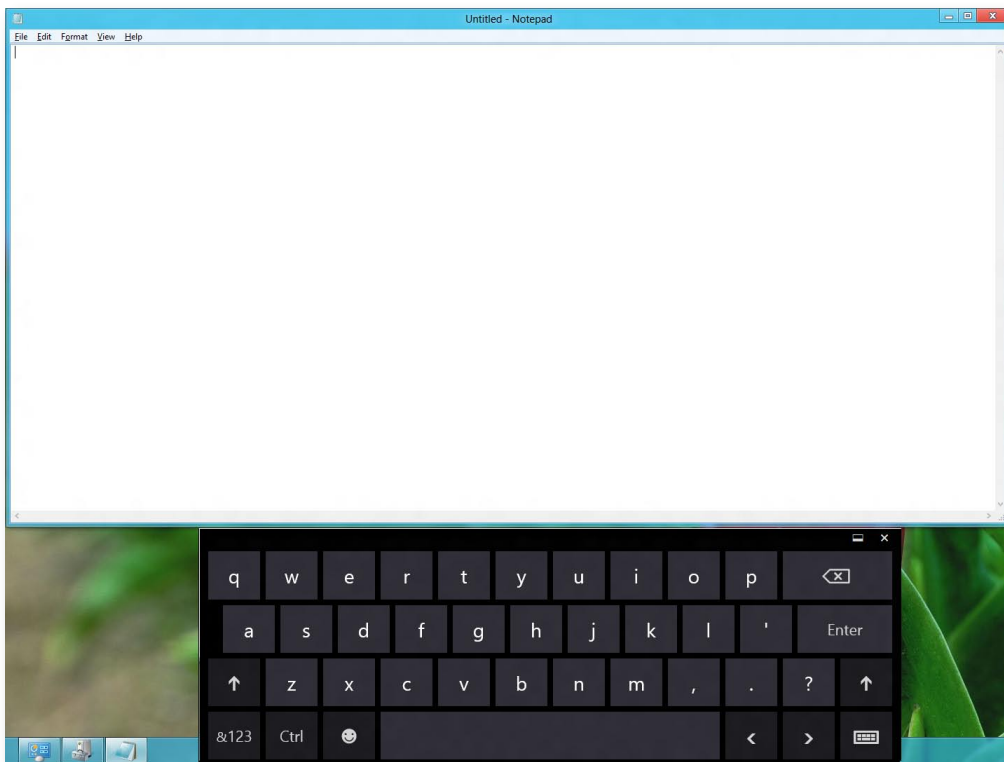 Untitled - Notepad
File Edit Format View Help
q w e r t y u i o p
a s d f g h j k l ' Enter
z x c v b n m , . ?
&123 Ctrl